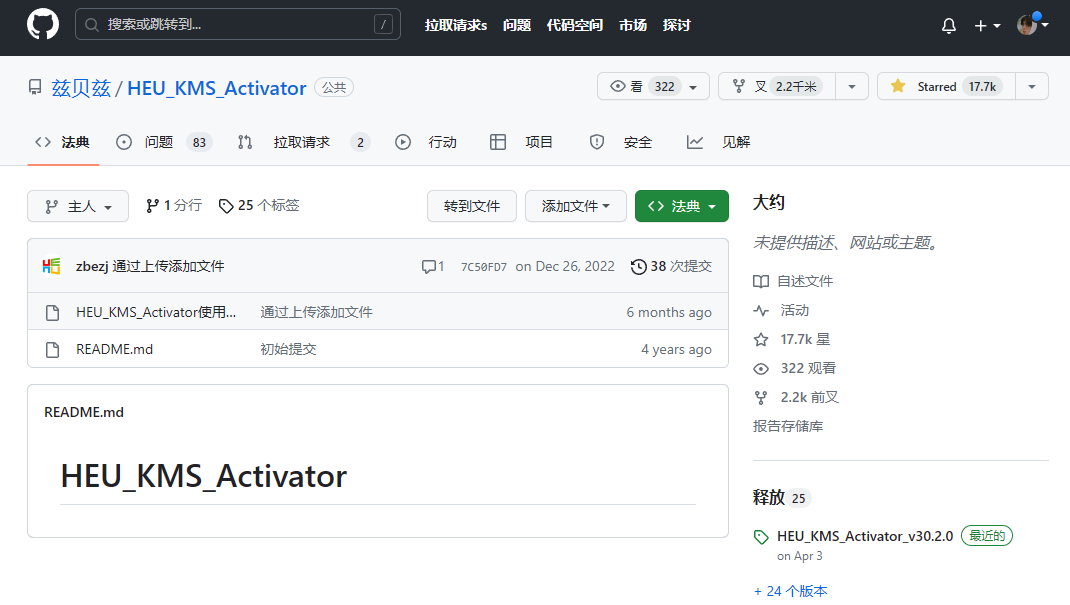 搜索或跳转到... / 拉取请求s 问题 代码空间 市场 探讨
兹贝兹 / HEU_KMS_Activator 公共 看 322 叉 2.2千米 Starred 17.7k
法典 问题 83 拉取请求 2 行动 项目 安全 见解
主人 1 分行 25 个标签 转到文件 添加文件 法典
zbezj 通过上传添加文件 1 7C50FD7 on Dec 26, 2022 38 次提交
HEU_KMS_Activator使用... 通过上传添加文件 6 months ago
README.md 初始提交 4 years ago
README.md
HEU_KMS_Activator
大约
未提供描述、网站或主题。
自述文件
活动
17.7k 星
322 观看
2.2k 前叉
报告存储库
释放 25
HEU_KMS_Activator_v30.2.0 最近的
on Apr 3
+ 24 个版本